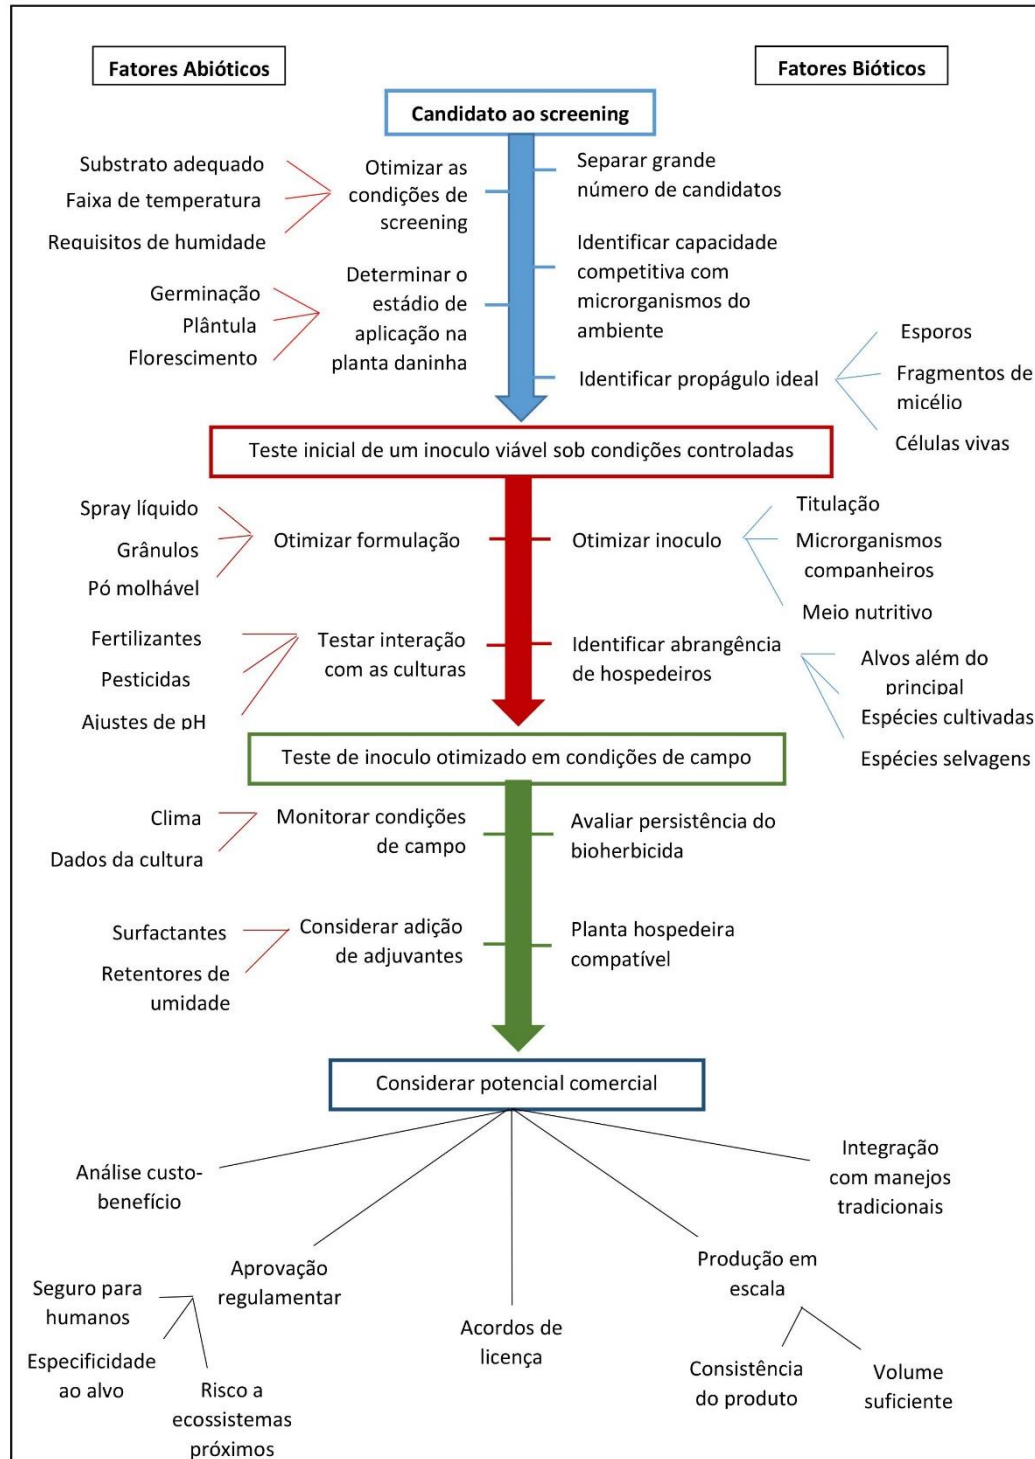 Fatores Abióticos
Fatores Bióticos
Candidato ao screening
Substrato adequado
Faixa de temperatura
Requisitos de humidade
Otimizar as
condições de
screening
Separar grande
número de candidatos
Germinação
Plântula
Florescimento
Determinar o
estádio de
aplicação na
planta daninha
Identificar capacidade
competitiva com
microrganismos do
ambiente
Identificar propágulo ideal
Esporos
Fragmentos de
micélio
Células vivas
Teste inicial de um inoculo viável sob condições controladas
Spray líquido
Grânulos
Pó molhável
Otimizar formulação
Otimizar inoculo
Titulação
Microrganismos
companheiros
Meio nutritivo
Fertilizantes
Pesticidas
Ajustes de pH
Testar interação
com as culturas
Identificar abrangência
de hospedeiros
Alvos além do
principal
Espécies cultivadas
Espécies selvagens
Teste de inoculo otimizado em condições de campo
Clima
Dados da cultura
Monitorar condições
de campo
Avaliar persistência do
bioherbicida
Surfactantes
Retentores de
umidade
Considerar adição
de adjuvantes
Planta hospedeira
compatível
Considerar potencial comercial
Análise custo-
benefício
Integração
com manejos
tradicionais
Aprovação
regulamentar
Produção em
escala
Seguro para
humanos
Especificidade
ao alvo
Risco a
ecossistemas
próximos
Acordos de
licença
Consistência
do produto
Volume
suficiente